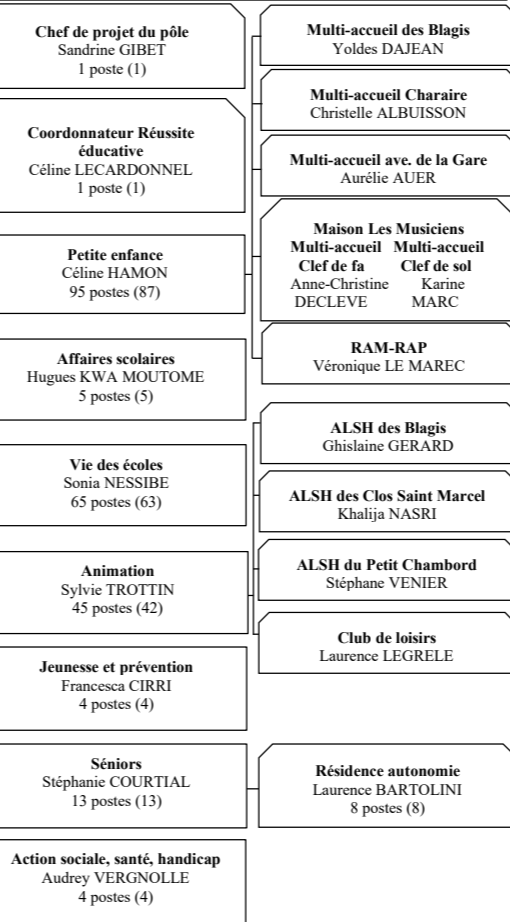 Chef de projet du pôle
Sandrine GIBET
1 poste (1)
Coordonnateur Réussite
éducative
Céline LECARDONNEL
1 poste (1)
Petite enfance
Céline HAMON
95 postes (87)
Affaires scolaires
Hugues KWA MOUTOME
5 postes (5)
Vie des écoles
Sonia NESSIBE
65 postes (63)
Animation
Sylvie TROTTIN
45 postes (42)
Jeunesse et prévention
Francesca CIRRI
4 postes (4)
Séniors
Stéphanie COURTIAL
13 postes (13)
Action sociale, santé, handicap
Audrey VERGNOLLE
4 postes (4)
Multi-accueil des Blagis
Yoldes DAJEAN
Multi-accueil Charaire
Christelle ALBUISSON
Multi-accueil ave. de la Gare
Aurélie AUER
Maison Les Musiciens
Multi-accueil Multi-accueil
Clef de fa Clef de sol
Anne-Christine Karine
DECLEVE MARC
RAM-RAP
Véronique LE MAREC
ALSH des Blagis
Ghislaine GERARD
ALSH des Clos Saint Marcel
Khalija NASRI
ALSH du Petit Chambord
Stéphane VENIER
Club de loisirs
Laurence LEGRELE
Résidence autonomie
Laurence BARTOLINI
8 postes (8)